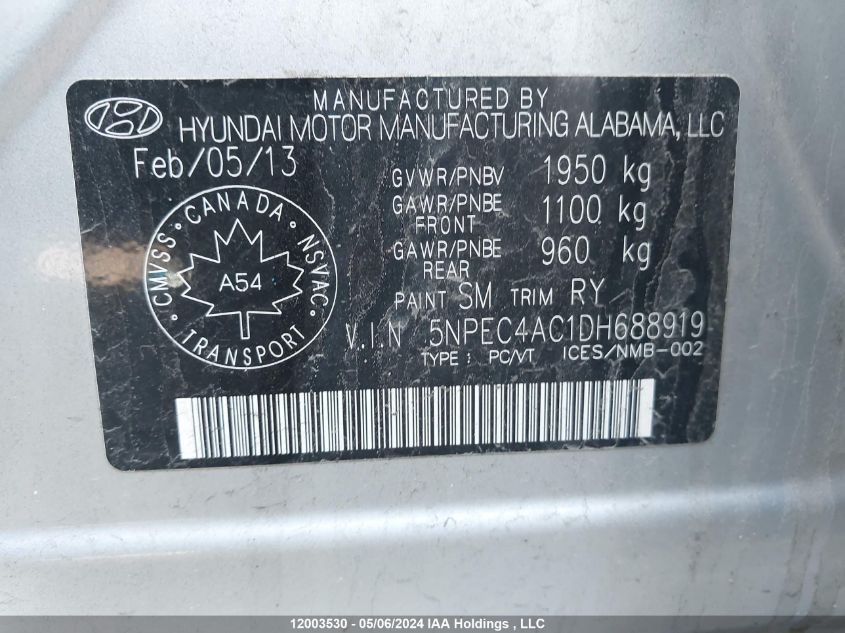 MANUFACTURED BY
HYUNDAI MOTOR MANUFACTURING ALABAMA, LLC
Feb/05/13
GVWR/PNBV 1950 kg
GAWR/PNBE FRONT 1100 kg
GAWR/PNBE REAR 960 kg
PAINT SM TRIM RY
V.I.N 5NPEC4AC1DH688919
TYPE : PC/VT ICES/NMB-002
CANADA
CMVSS NSVAC
A54
TRANSPORT
12003530 - 05/06/2024 IAA Holdings , LLC